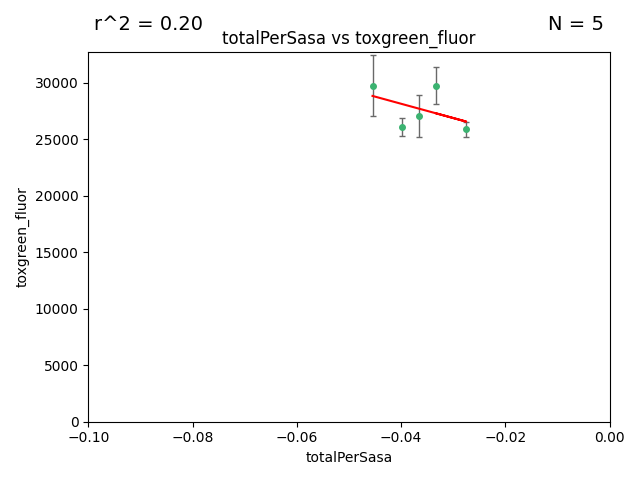 r^2 = 0.20
N = 5
totalPerSasa vs toxgreen_fluor
30000
25000
20000
15000
10000
5000
0
toxgreen_fluor
−0.10
−0.08
−0.06
−0.04
−0.02
0.00
totalPerSasa